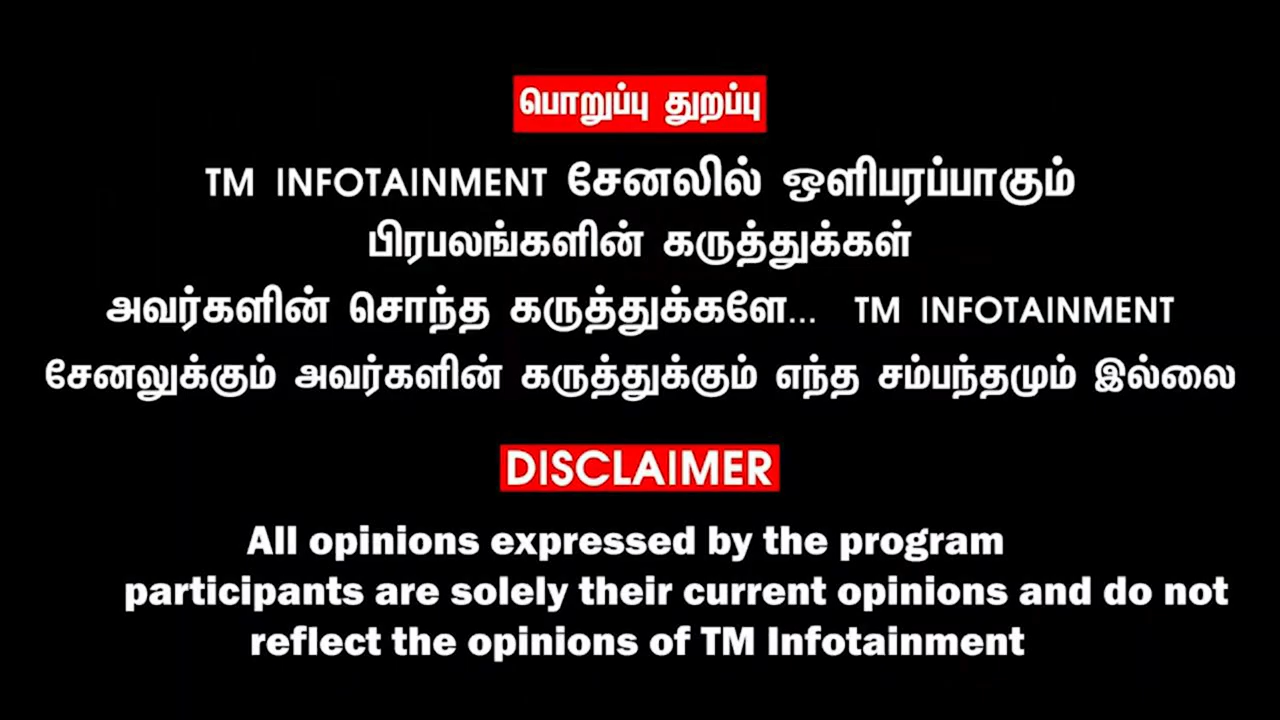 பொறுப்பு துறப்பு
TM INFOTAINMENT சேனலில் ஒளிபரப்பாகும்
பிரபலங்களின் கருத்துக்கள்
அவர்களின் சொந்த கருத்துக்களே... TM INFOTAINMENT
சேனலுக்கும் அவர்களின் கருத்துக்கும் எந்த சம்பந்தமும் இல்லை
DISCLAIMER
All opinions expressed by the program
participants are solely their current opinions and do not
reflect the opinions of TM Infotainment